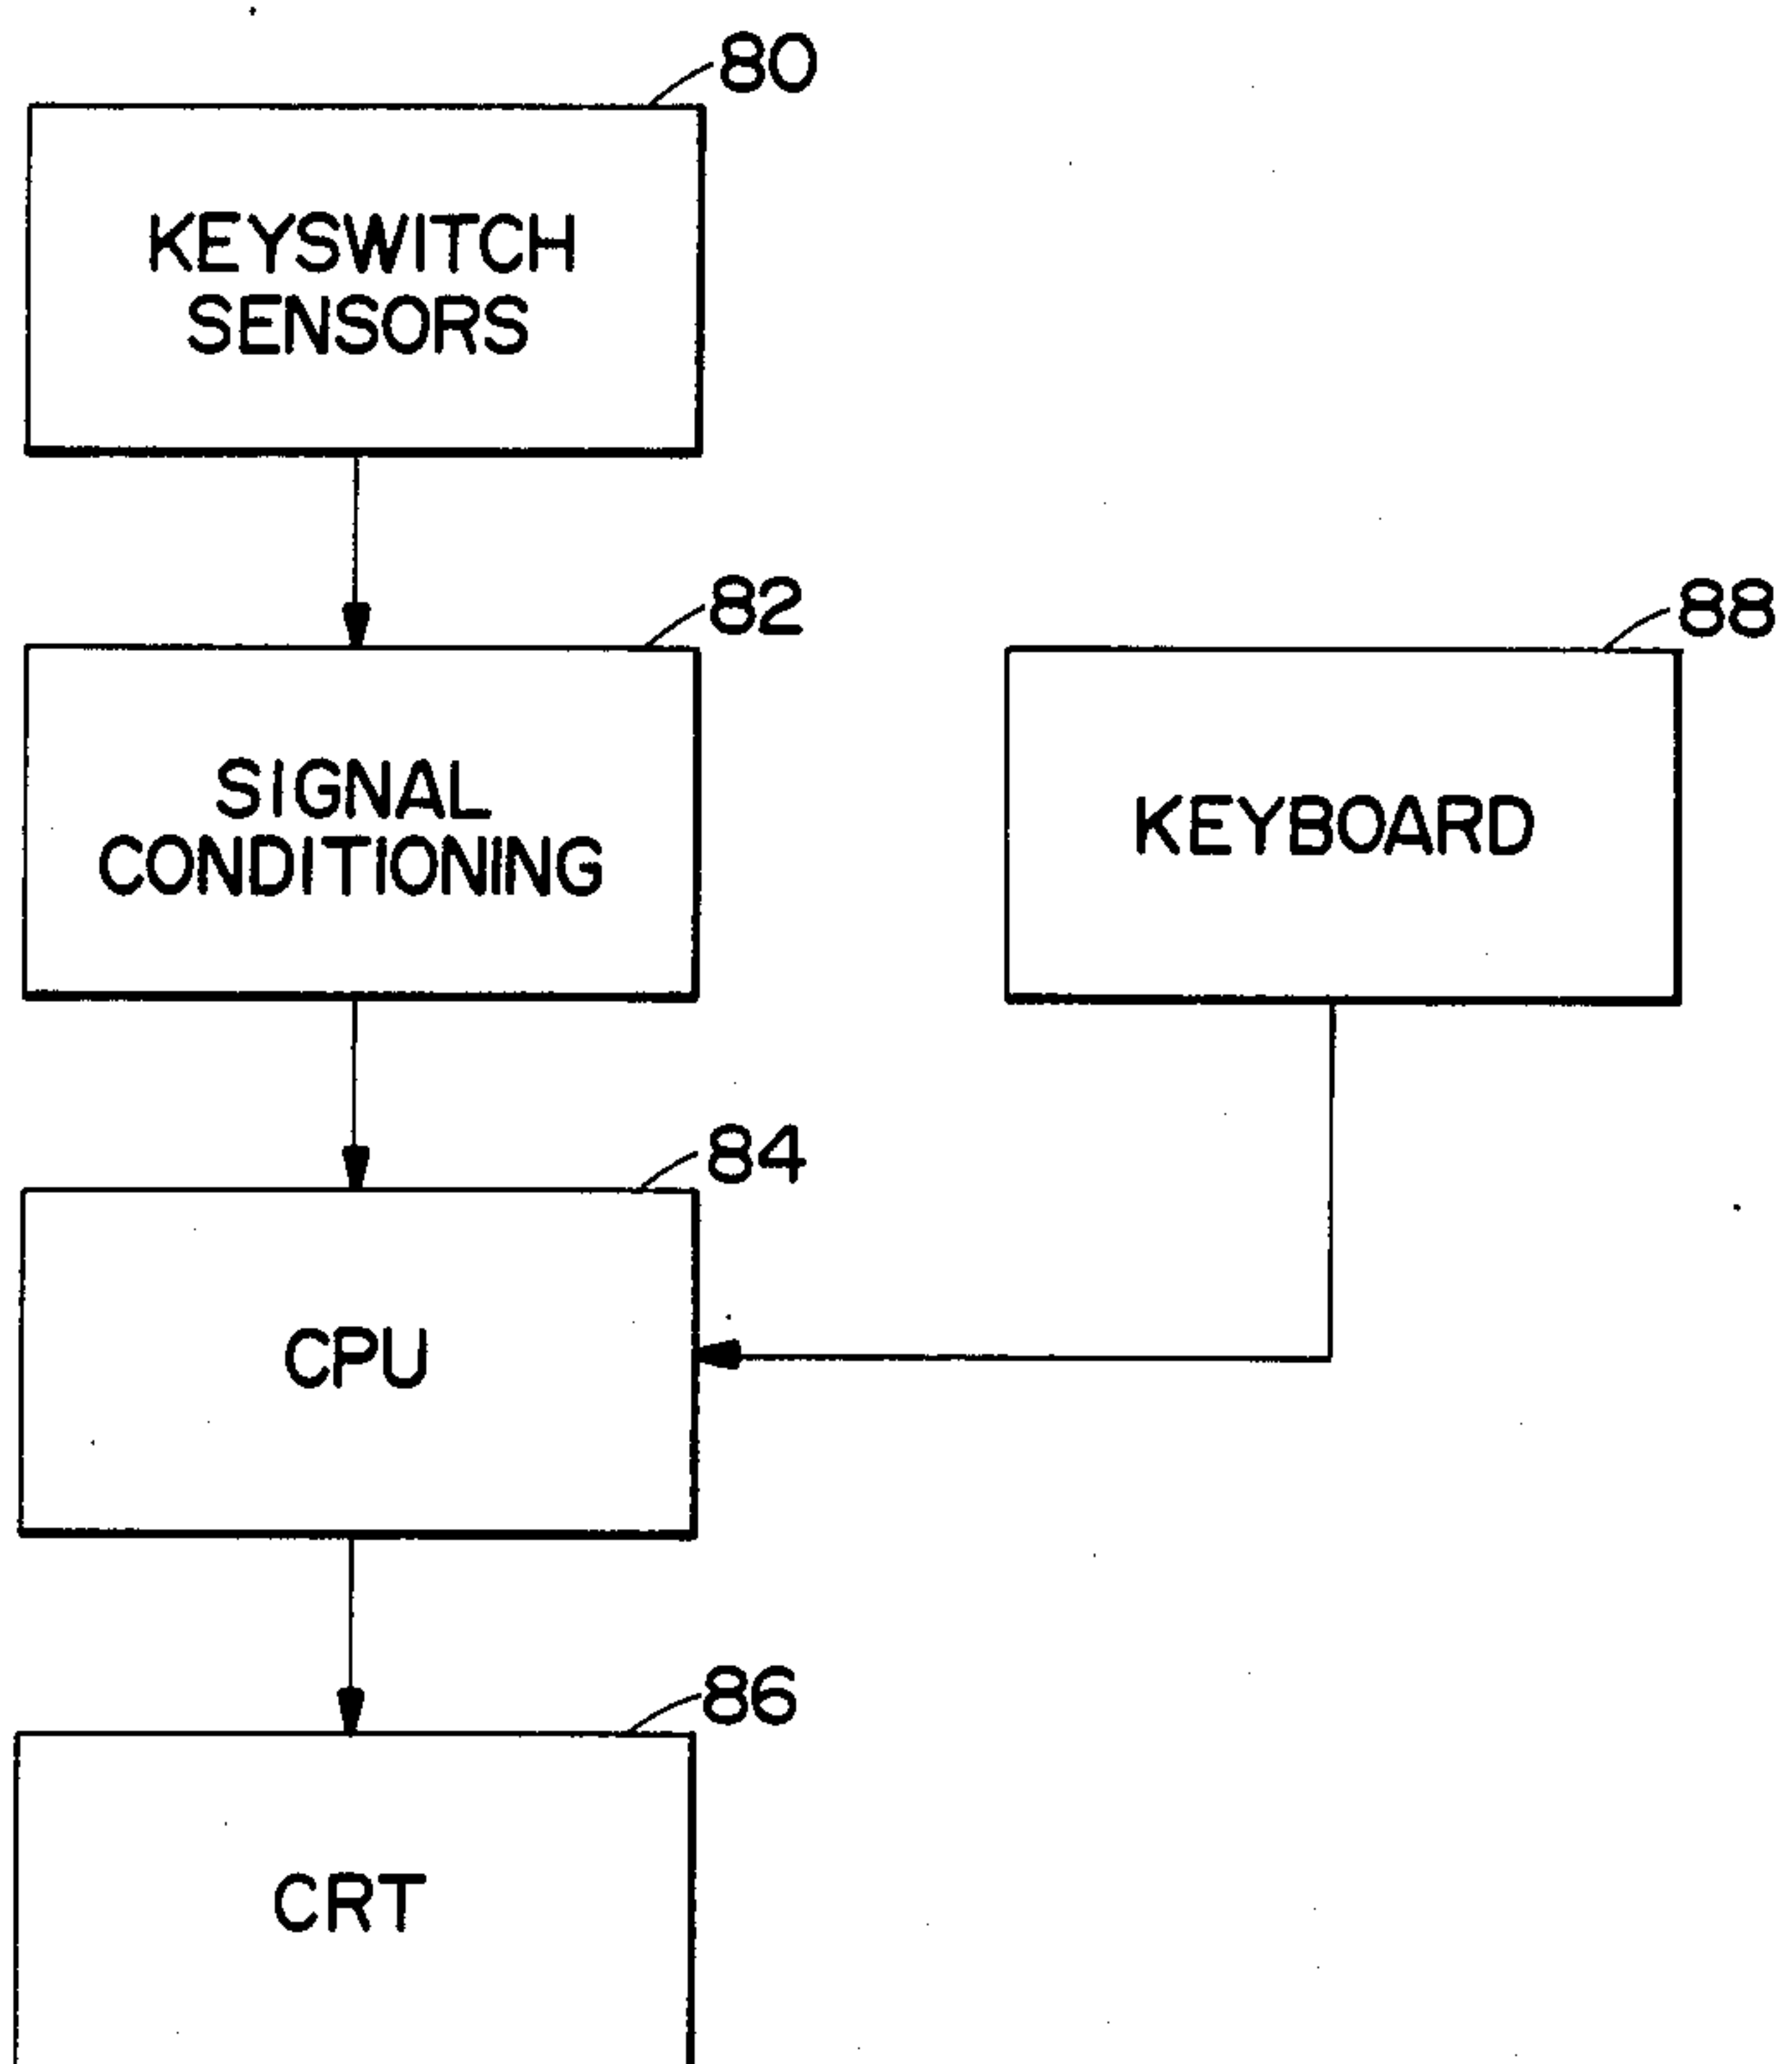 80
KEYSWITCH
SENSORS
82
SIGNAL
CONDITIONING
88
KEYBOARD
84
CPU
86
CRT